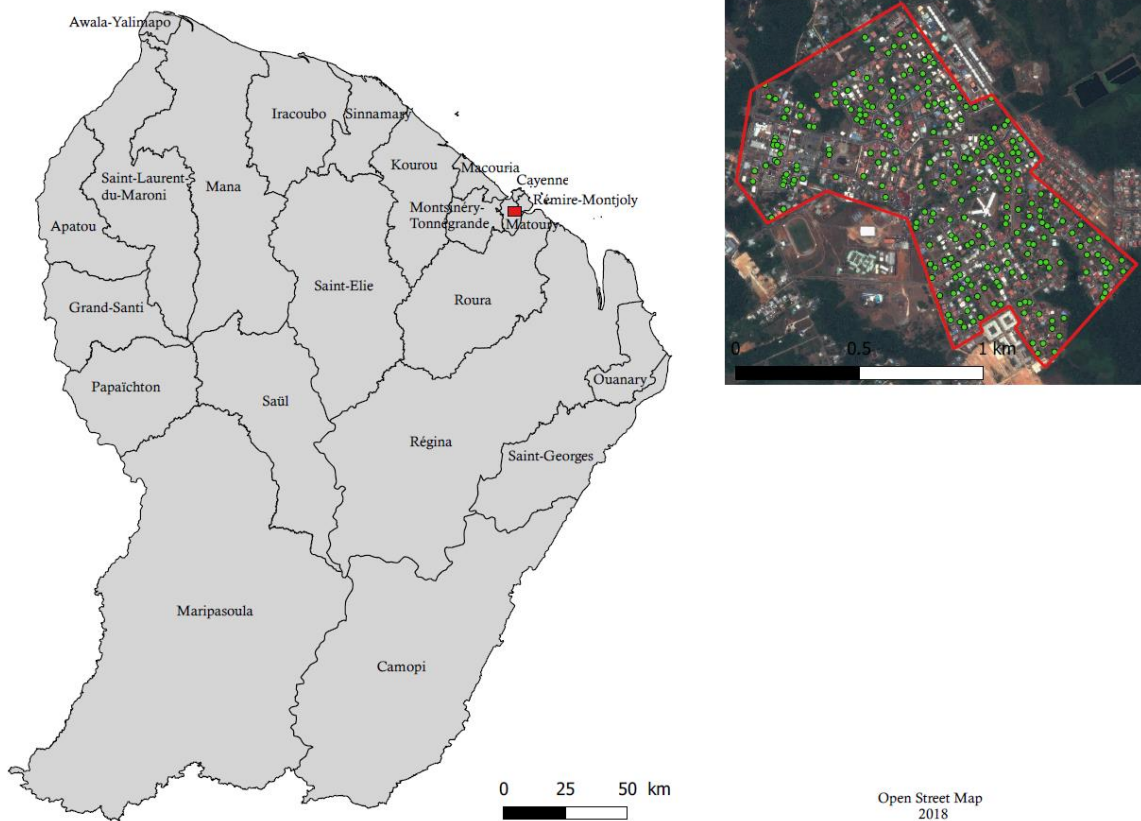 Awala-Yalimapo
Iracoubo
Sinnamary
Kourou
Macouria
Cayenne
Rémire-Montjoly
Saint-Laurent-
du-Maroni
Mana
Montsinéry-
Tonnégrande
Matoury
Apatou
Saint-Elie
Roura
Grand-Santi
Papaïchton
Saül
Ouanary
Régina
Saint-Georges
Maripasoula
Camopi
0 25 50 km
0 0.5 1 km
Open Street Map
2018